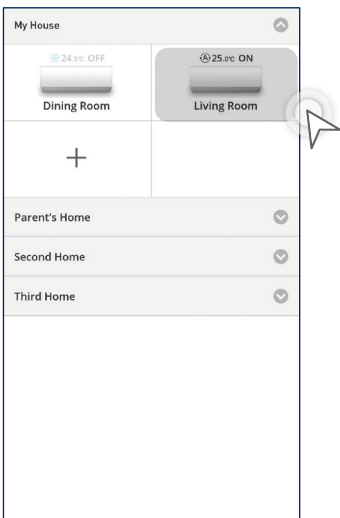 My House
24.5°C OFF
Ⓐ 25.0°C ON
Dining Room
Living Room
+
Parent's Home
Second Home
Third Home